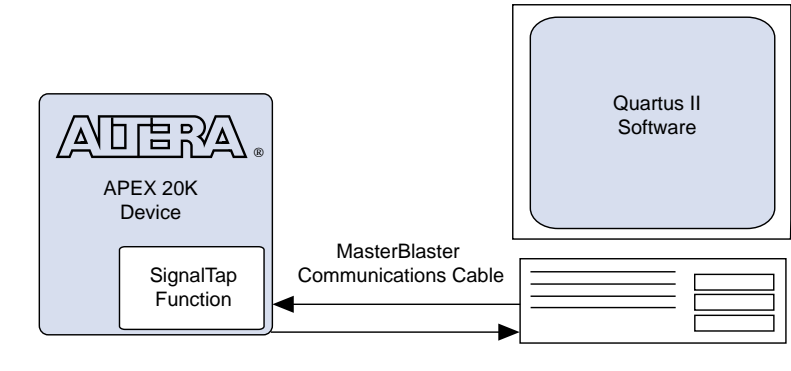 ALTERA®
APEX 20K
Device
SignalTap
Function
MasterBlaster
Communications Cable
Quartus II
Software